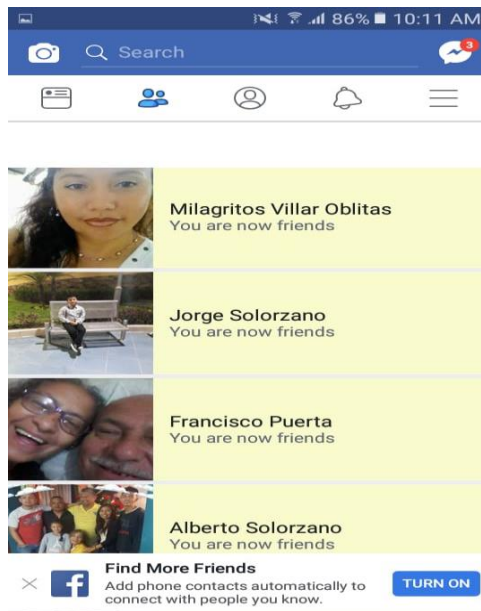 86% 10:11 AM
Search
3
Milagritos Villar Oblitas
You are now friends
Jorge Solorzano
You are now friends
Francisco Puerta
You are now friends
Alberto Solorzano
You are now friends
Find More Friends
Add phone contacts automatically to
connect with people you know.
TURN ON